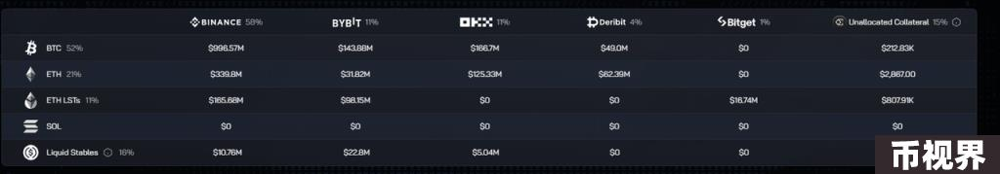 BINANCE 58% BYBIT 11% OKX 11% Deribit 4% Bitget 1% Unallocated Collateral 15%
BTC 52% $996.57M $143.88M $166.7M $49.0M $0 $212.83K
ETH 21% $339.8M $31.82M $125.33M $62.39M $0 $2,867.00
ETH LSTs 11% $165.68M $98.15M $0 $0 $16.74M $807.91K
SOL $0 $0 $0 $0 $0 $0
Liquid Stables 16% $10.76M $22.8M $5.04M $0 $0
币视界